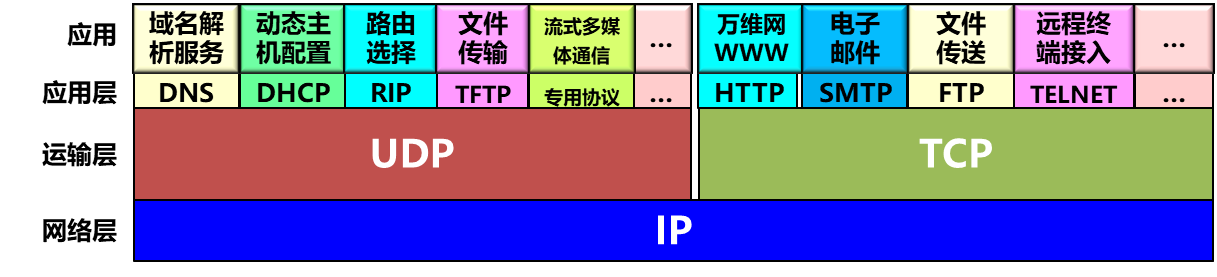 应用
域名解
析服务
动态主
机配置
路由
选择
文件
传输
流式多媒
体通信
...
万维网
WWW
电子
邮件
文件
传送
远程终
端接入
...
应用层
DNS
DHCP
RIP
TFTP
专用协议
...
HTTP
SMTP
FTP
TELNET
...
运输层
UDP
TCP
网络层
IP